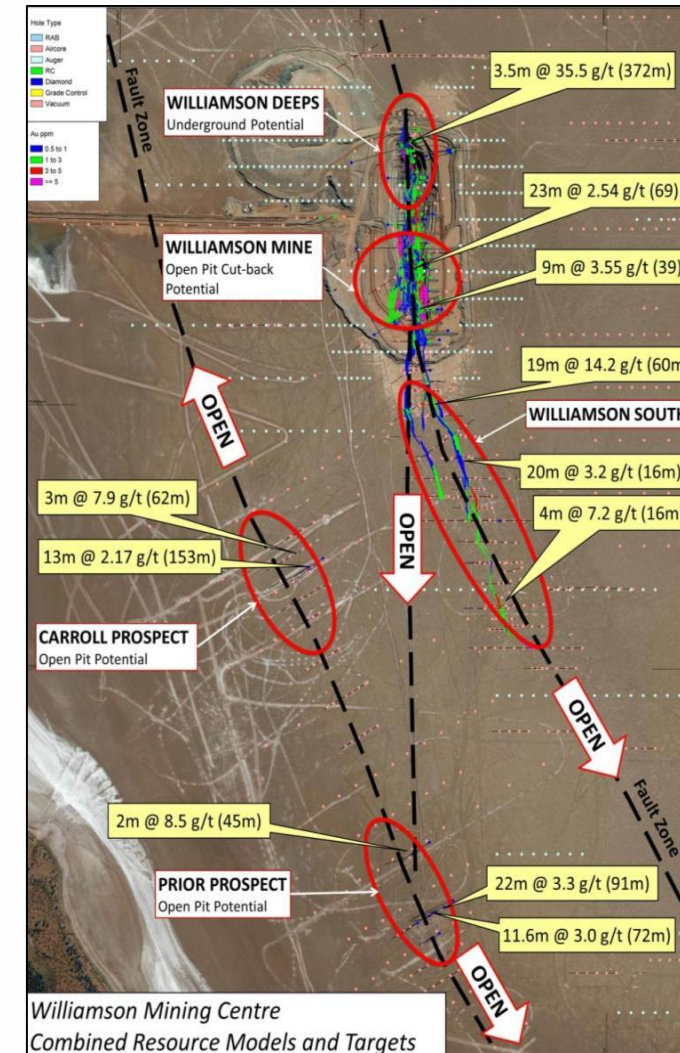 Hole Type
RAB
Aircore
Auger
RC
Diamond
Grade Control
Vacuum
Au ppm
0.5 to 1
1 to 3
3 to 5
>= 5
Fault Zone
WILLIAMSON DEEPS
Underground Potential
3.5m @ 35.5 g/t (372m)
23m @ 2.54 g/t (69)
WILLIAMSON MINE
Open Pit Cut-back
Potential
9m @ 3.55 g/t (39)
19m @ 14.2 g/t (60m
OPEN
WILLIAMSON SOUTH
20m @ 3.2 g/t (16m)
3m @ 7.9 g/t (62m)
4m @ 7.2 g/t (16m)
OPEN
13m @ 2.17 g/t (153m)
CARROLL PROSPECT
Open Pit Potential
OPEN
Fault Zone
2m @ 8.5 g/t (45m)
PRIOR PROSPECT
Open Pit Potential
22m @ 3.3 g/t (91m)
11.6m @ 3.0 g/t (72m)
OPEN
Williamson Mining Centre
Combined Resource Models and Targets